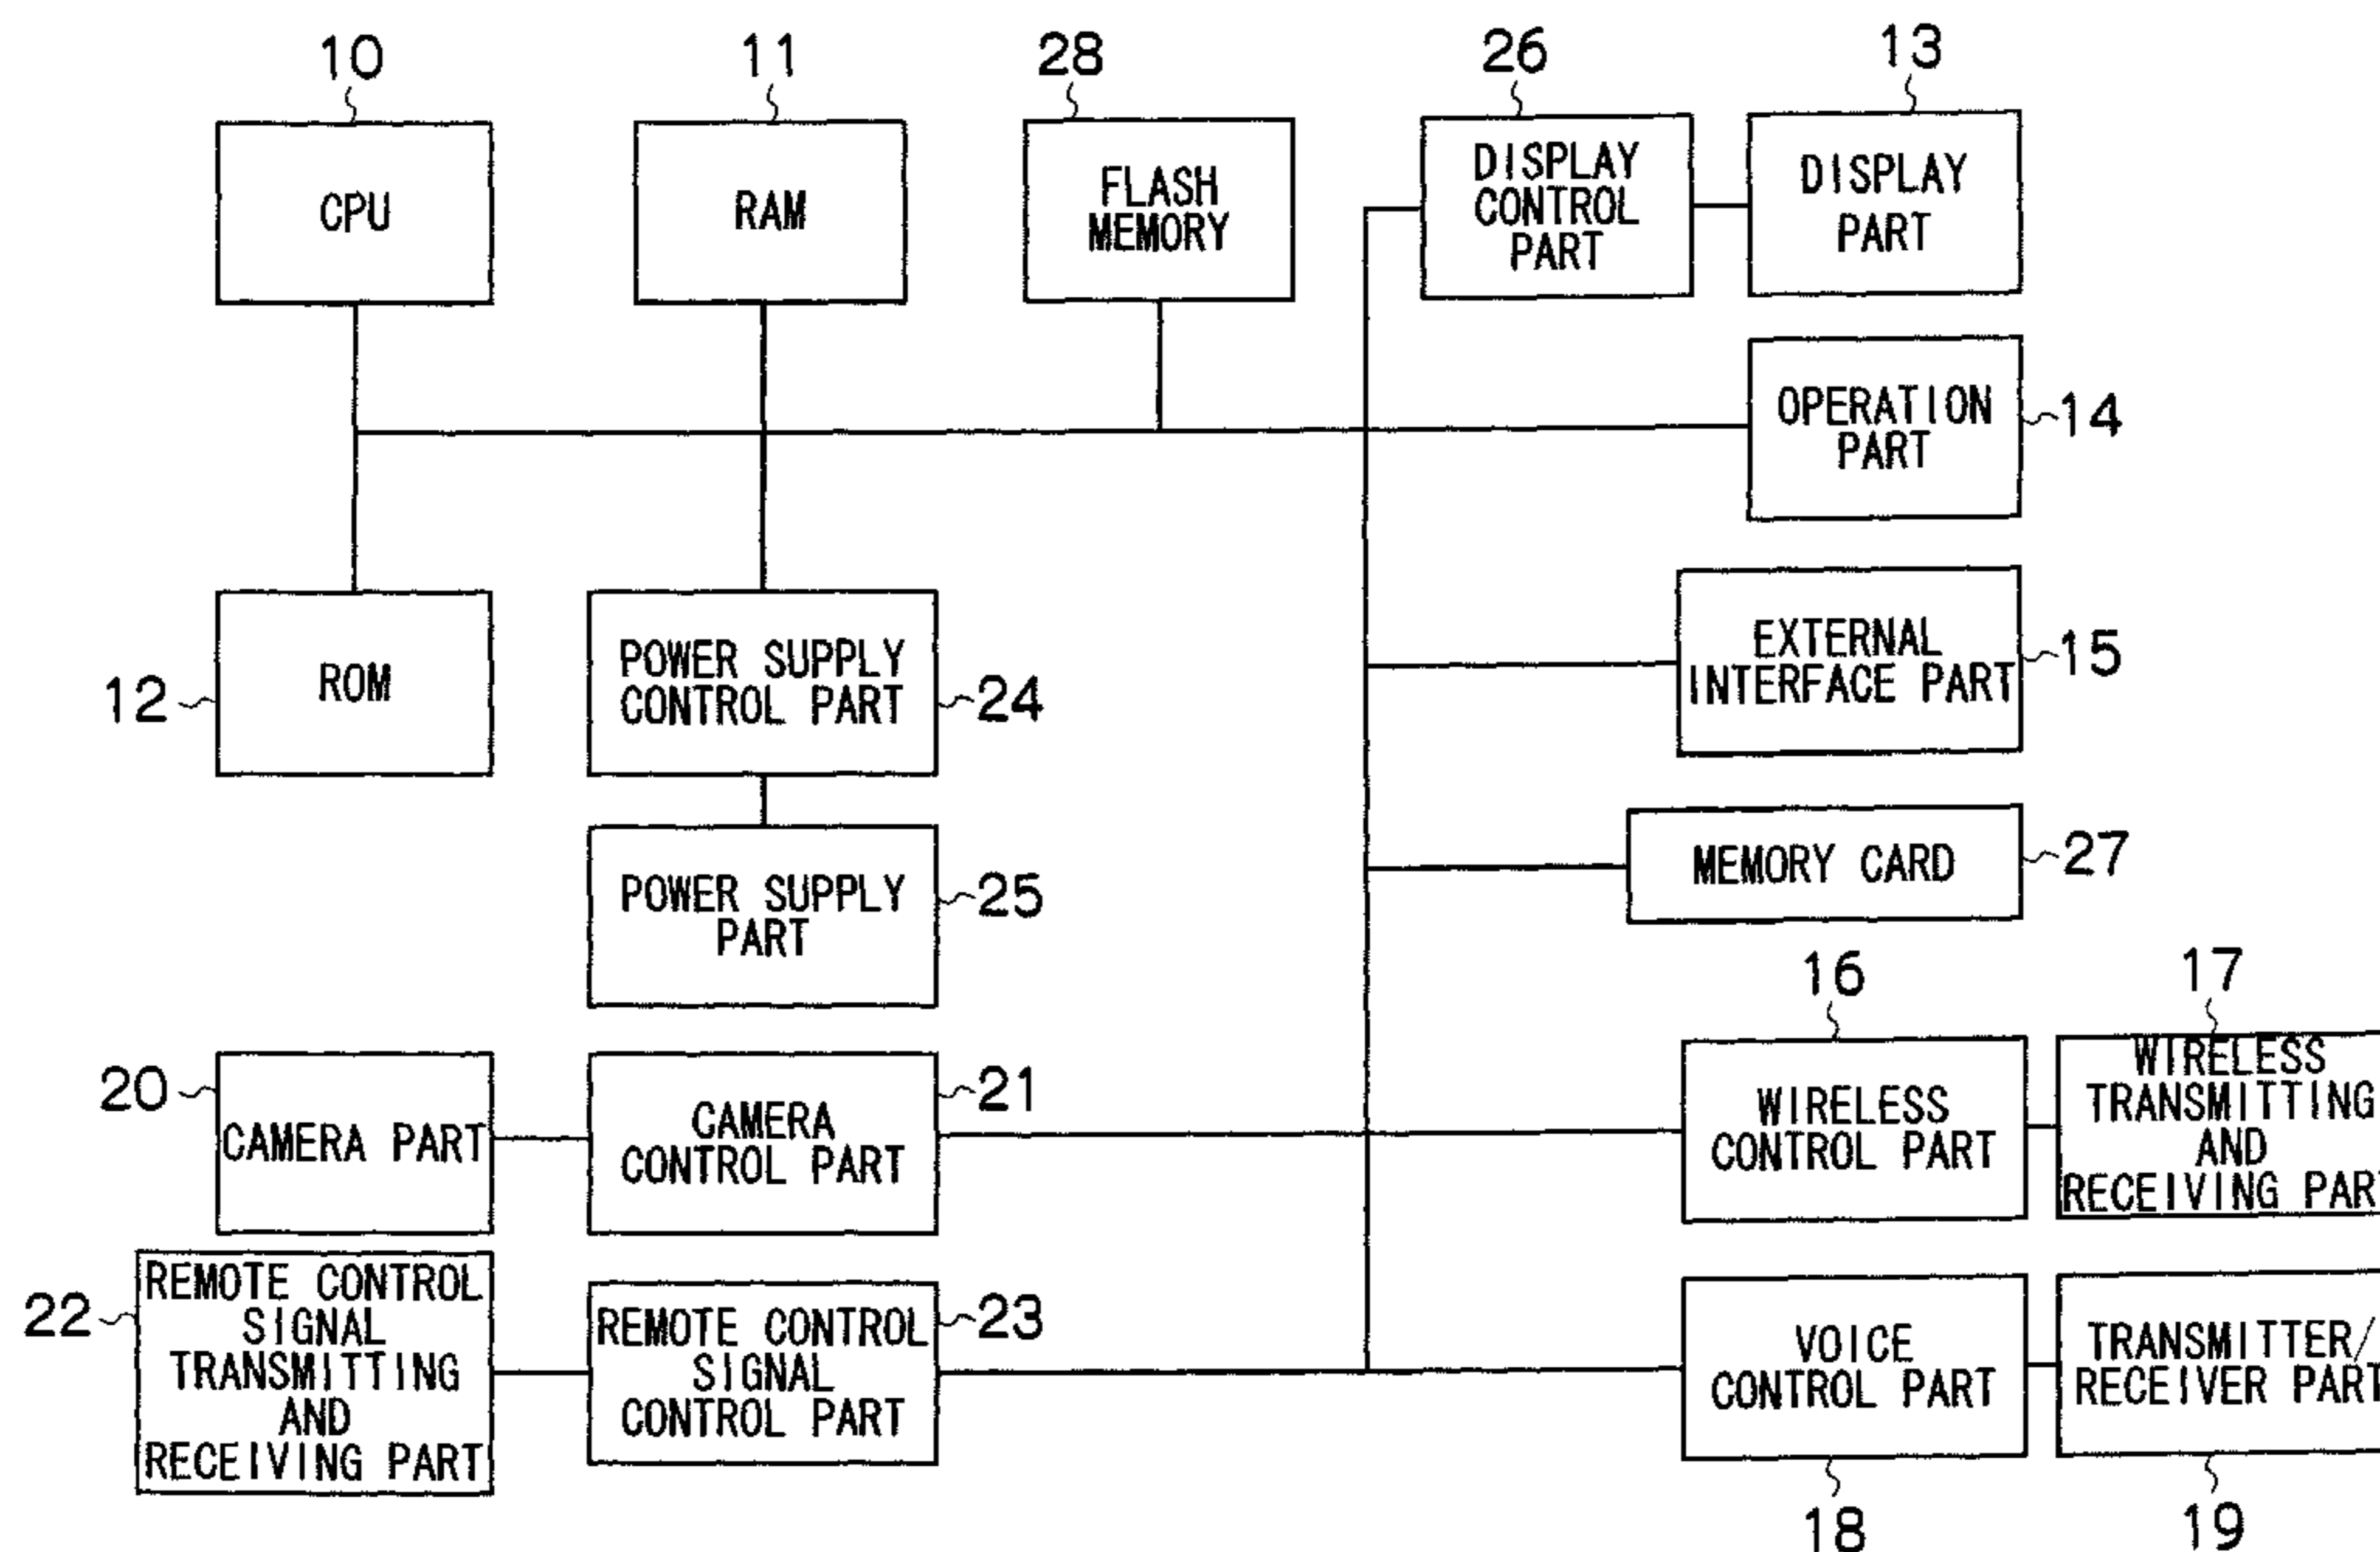 10
11
28
26
13
CPU
RAM
FLASH
MEMORY
DISPLAY
CONTROL
PART
DISPLAY
PART
OPERATION
PART
14
ROM
12
POWER SUPPLY
CONTROL PART
24
EXTERNAL
INTERFACE PART
15
POWER SUPPLY
PART
25
MEMORY CARD
27
16
17
20
CAMERA PART
CAMERA
CONTROL PART
21
WIRELESS
CONTROL PART
WIRELESS
TRANSMITTING
AND
RECEIVING PART
22
REMOTE CONTROL
SIGNAL
TRANSMITTING
AND
RECEIVING PART
REMOTE CONTROL
SIGNAL
CONTROL PART
23
VOICE
CONTROL PART
TRANSMITTER/
RECEIVER PART
18
19